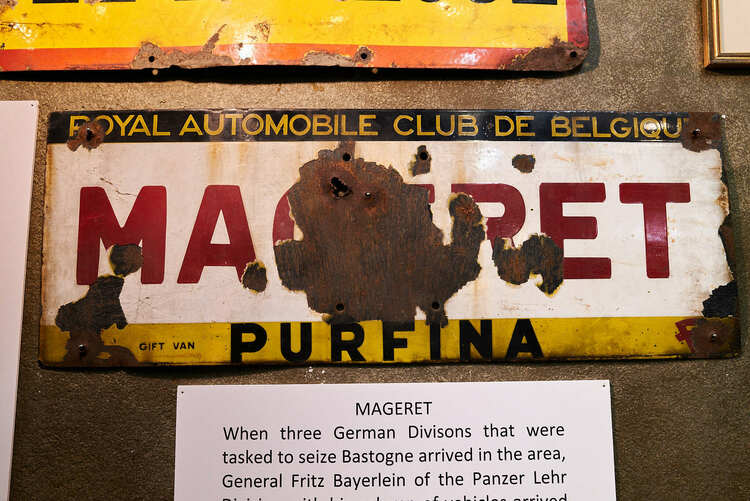 ROYAL AUTOMOBILE CLUB DE BELGIQU
MAGERET
GIFT VAN PURFINA
MAGERET
When three German Divisons that were
tasked to seize Bastogne arrived in the area,
General Fritz Bayerlein of the Panzer Lehr